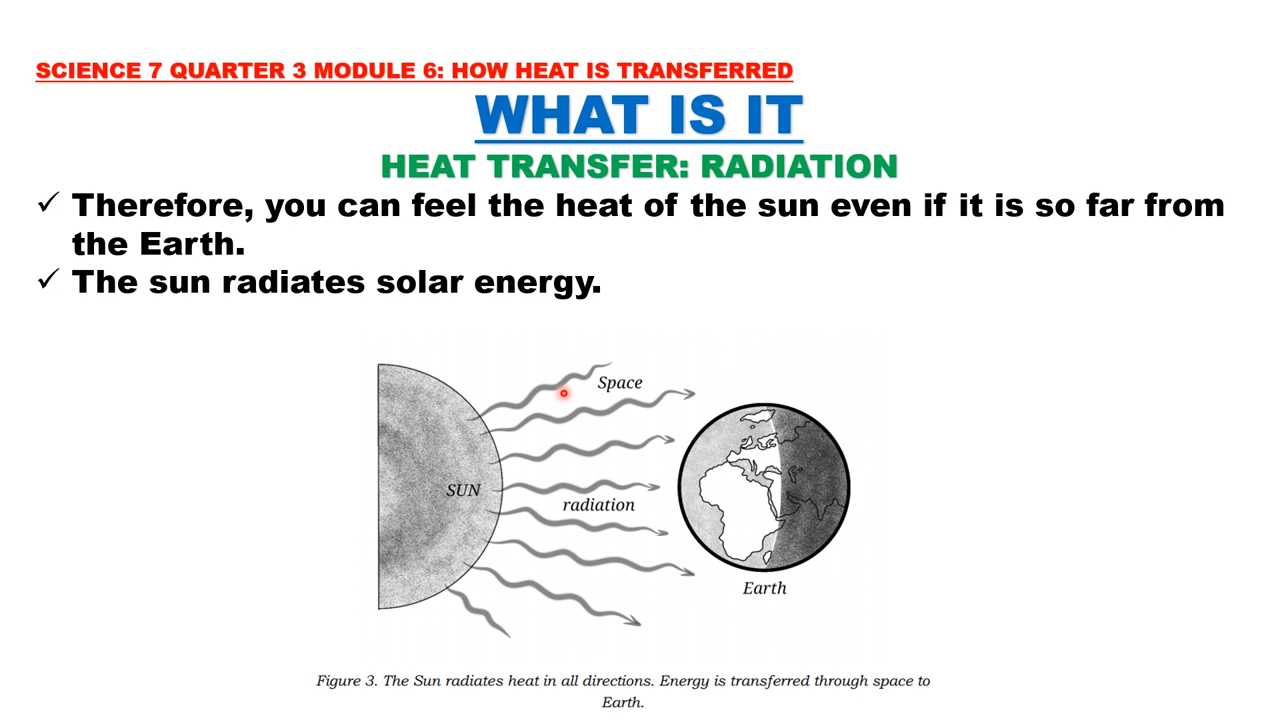 SCIENCE 7 QUARTER 3 MODULE 6: HOW HEAT IS TRANSFERRED
WHAT IS IT
HEAT TRANSFER: RADIATION
✓ Therefore, you can feel the heat of the sun even if it is so far from
the Earth.
✓ The sun radiates solar energy.
Space
SUN
radiation
Earth
Figure 3. The Sun radiates heat in all directions. Energy is transferred through space to
Earth.